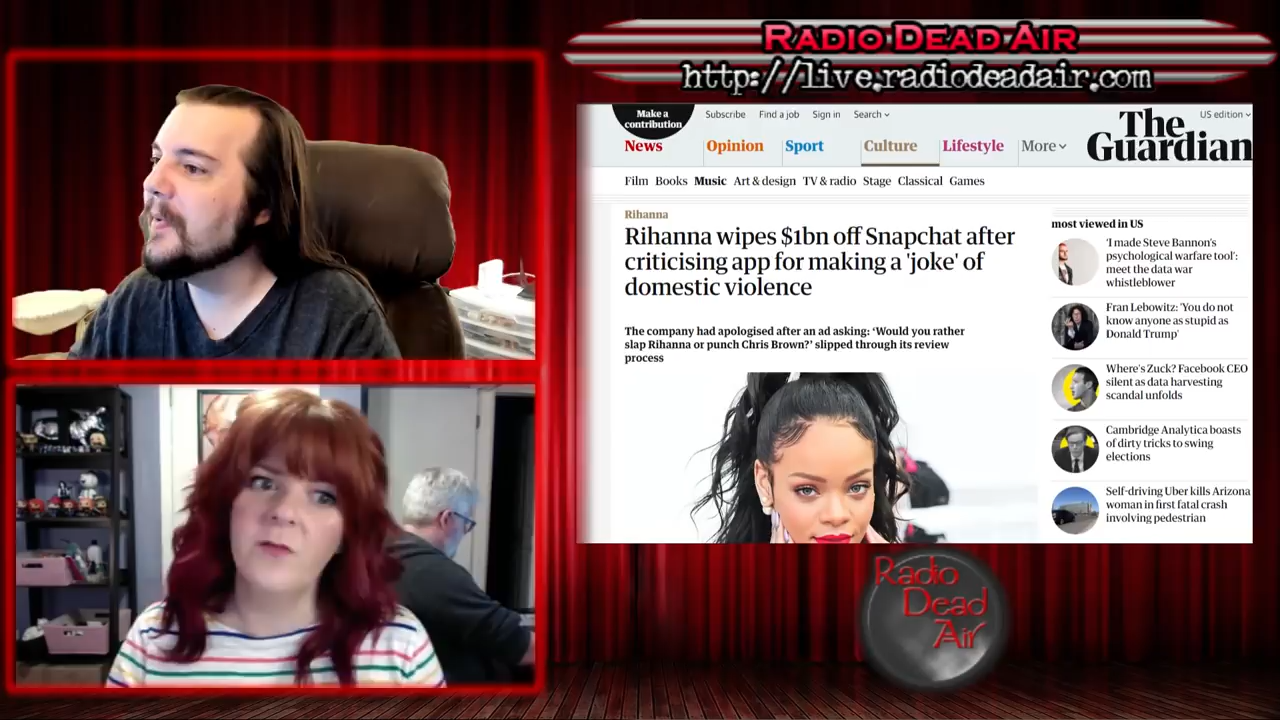 Radio Dead Air
http://live.radiodeadair.com
Make a
contribution
Subscribe
Find a job
Sign in
Search
US edition
The
Guardian
News
Opinion
Sport
Culture
Lifestyle
More
Film
Books
Music
Art & design
TV & radio
Stage
Classical
Games
Rihanna
Rihanna wipes $1bn off Snapchat after
criticising app for making a 'joke' of
domestic violence
The company had apologised after an ad asking: ‘Would you rather
slap Rihanna or punch Chris Brown?’ slipped through its review
process
most viewed in US
'I made Steve Bannon's
psychological warfare tool':
meet the data war
whistleblower
Fran Lebowitz: 'You do not
know anyone as stupid as
Donald Trump'
Where's Zuck? Facebook CEO
silent as data harvesting
scandal unfolds
Cambridge Analytica boasts
of dirty tricks to swing
elections
Self-driving Uber kills Arizona
woman in first fatal crash
involving pedestrian
Radio
Dead
Air